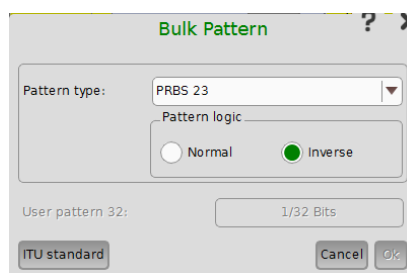 Bulk Pattern ?
Pattern type: PRBS 23
Pattern logic
Normal Inverse
User pattern 32: 1/32 Bits
ITU standard Cancel Ok